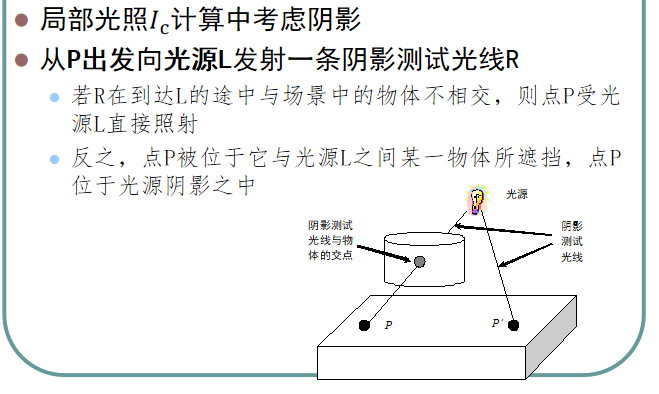 局部光照Ic计算中考虑阴影
从P出发向光源L发射一条阴影测试光线R
若R在到达L的途中与场景中的物体不相交，则点P受光
源L直接照射
反之，点P被位于它与光源L之间某一物体所遮挡，点P
位于光源阴影之中
光源
阴影测试
光线与物
体的交点
阴影
测试
光线
P
P'